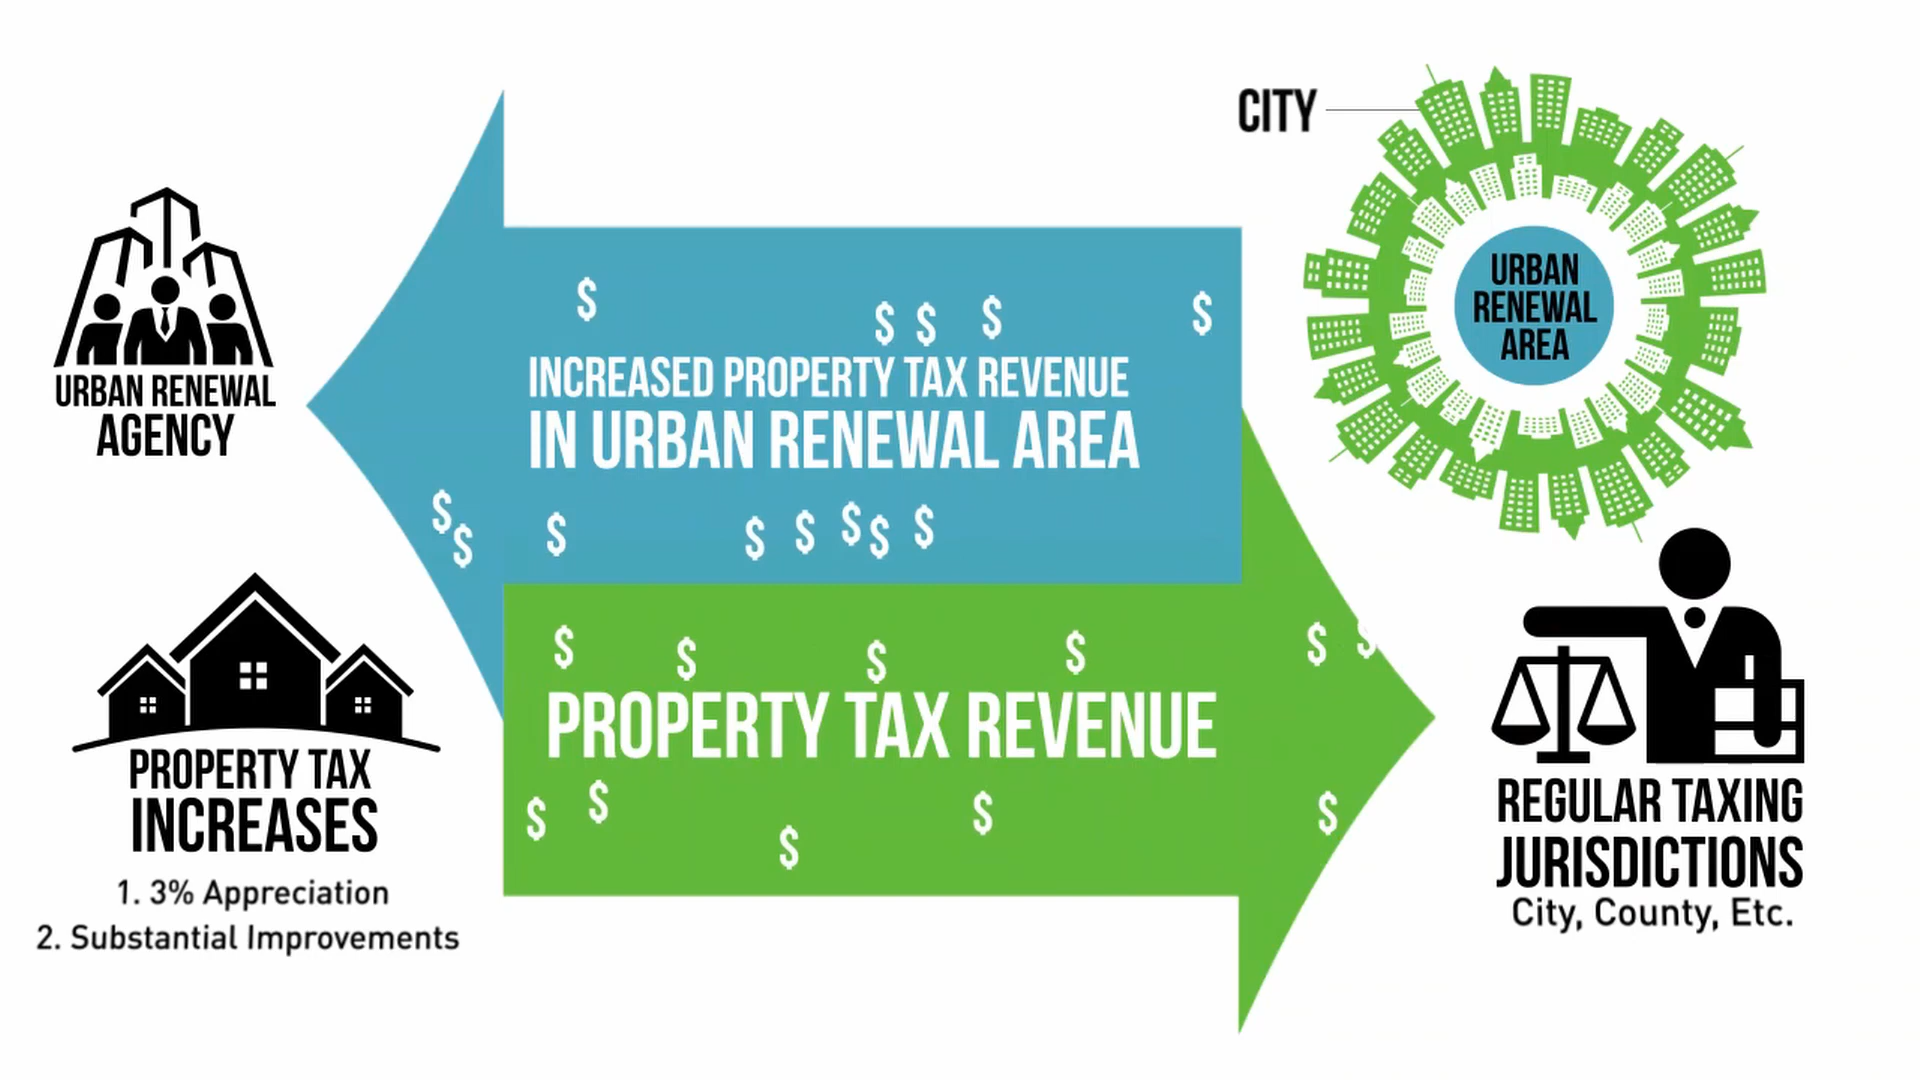 CITY
URBAN
RENEWAL
AREA
URBAN RENEWAL
AGENCY
$
$ $ $ $
INCREASED PROPERTY TAX REVENUE
IN URBAN RENEWAL AREA
$
$
$ $ $ $ $ $
PROPERTY TAX
INCREASES
1. 3% Appreciation
2. Substantial Improvements
$ $ $ $ $ $
PROPERTY TAX REVENUE
$ $ $ $ $
REGULAR TAXING
JURISDICTIONS
City, County, Etc.